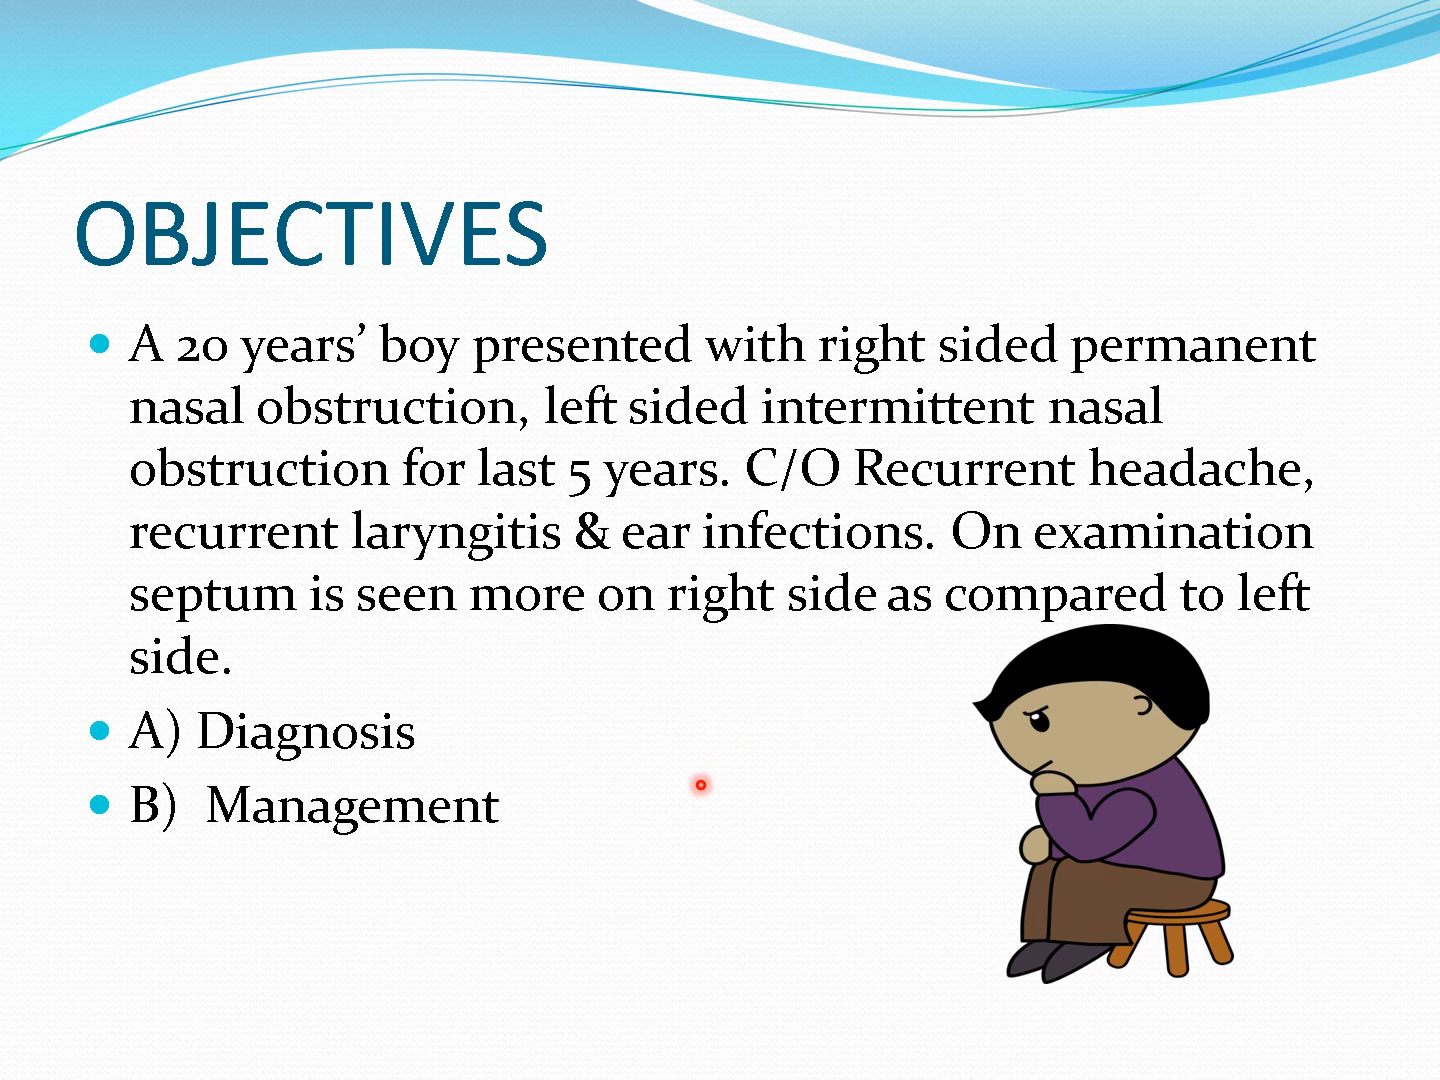 OBJECTIVES
• A 20 years’ boy presented with right sided permanent
nasal obstruction, left sided intermittent nasal
obstruction for last 5 years. C/O Recurrent headache,
recurrent laryngitis & ear infections. On examination
septum is seen more on right side as compared to left
side.
• A) Diagnosis
• B)  Management